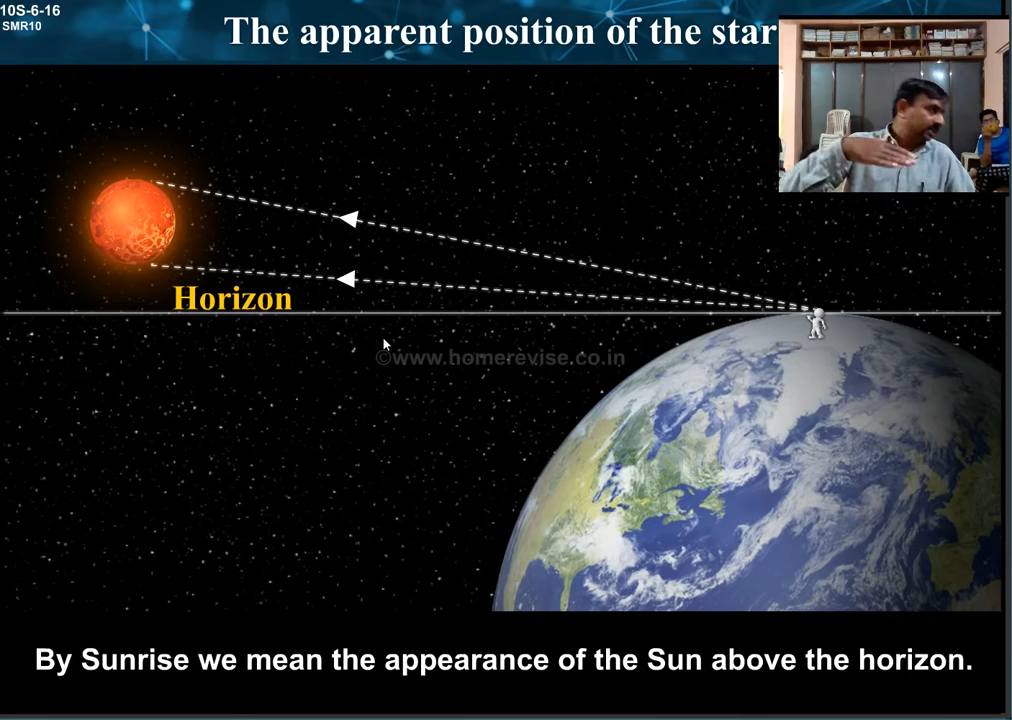 10S-6-16
SMR10
The apparent position of the star
Horizon
©www.homerevise.co.in
By Sunrise we mean the appearance of the Sun above the horizon.